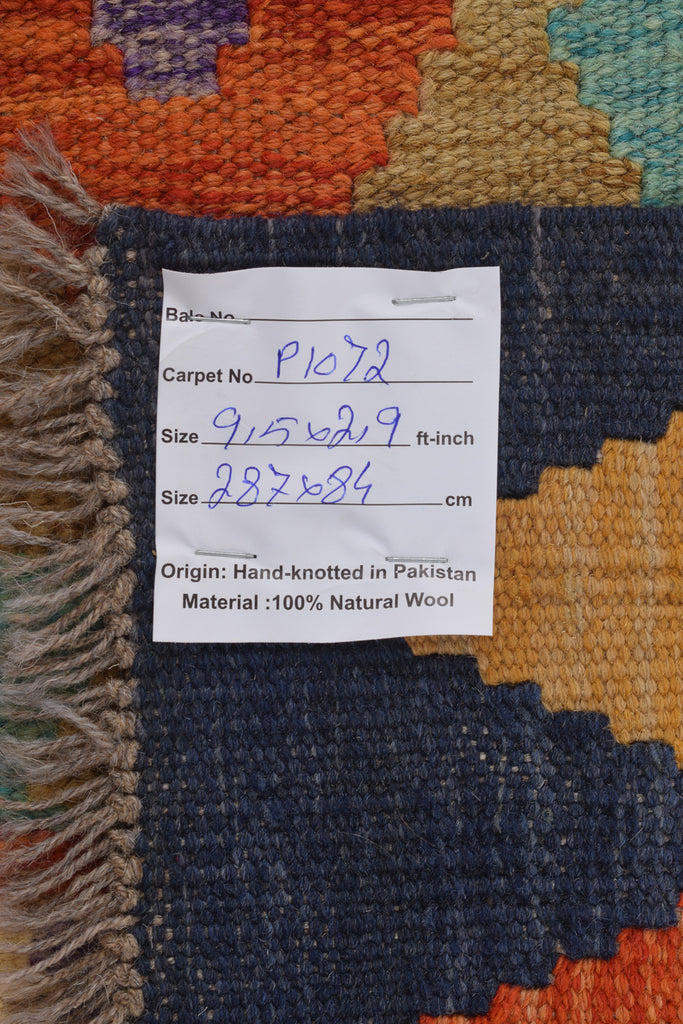 Bale No
Carpet No P1072
Size 9,5x2,9 ft-inch
Size 287x84 cm
Origin: Hand-knotted in Pakistan
Material :100% Natural Wool